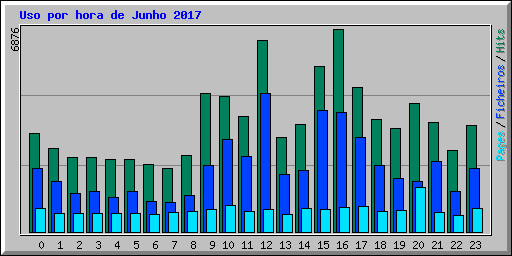 Uso por hora de Junho 2017
6876
Pages / Ficheiros / Hits
0 1 2 3 4 5 6 7 8 9 10 11 12 13 14 15 16 17 18 19 20 21 22 23